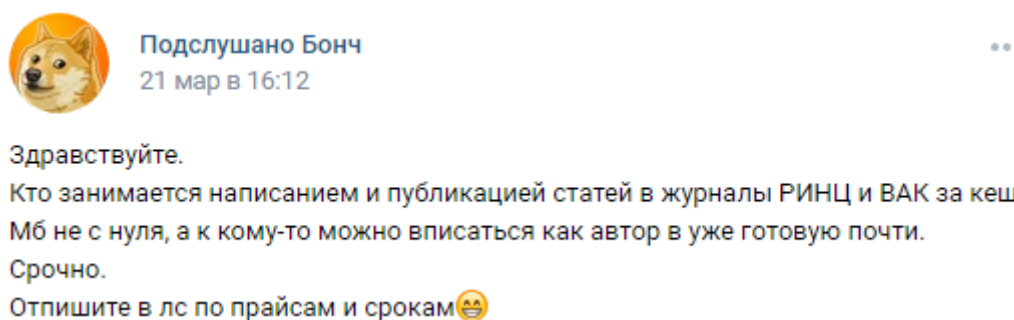 Подслушано Бонч
21 мар в 16:12
Здравствуйте.
Кто занимается написанием и публикацией статей в журналы РИНЦ и ВАК за кеш
Мб не с нуля, а к кому-то можно вписаться как автор в уже готовую почти.
Срочно.
Отпишите в лс по прайсам и срокам😁